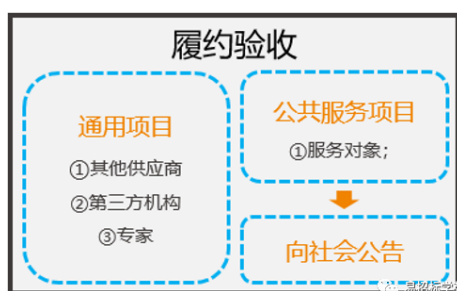 履约验收
通用项目
①其他供应商
②第三方机构
③专家
公共服务项目
①服务对象；
向社会公告